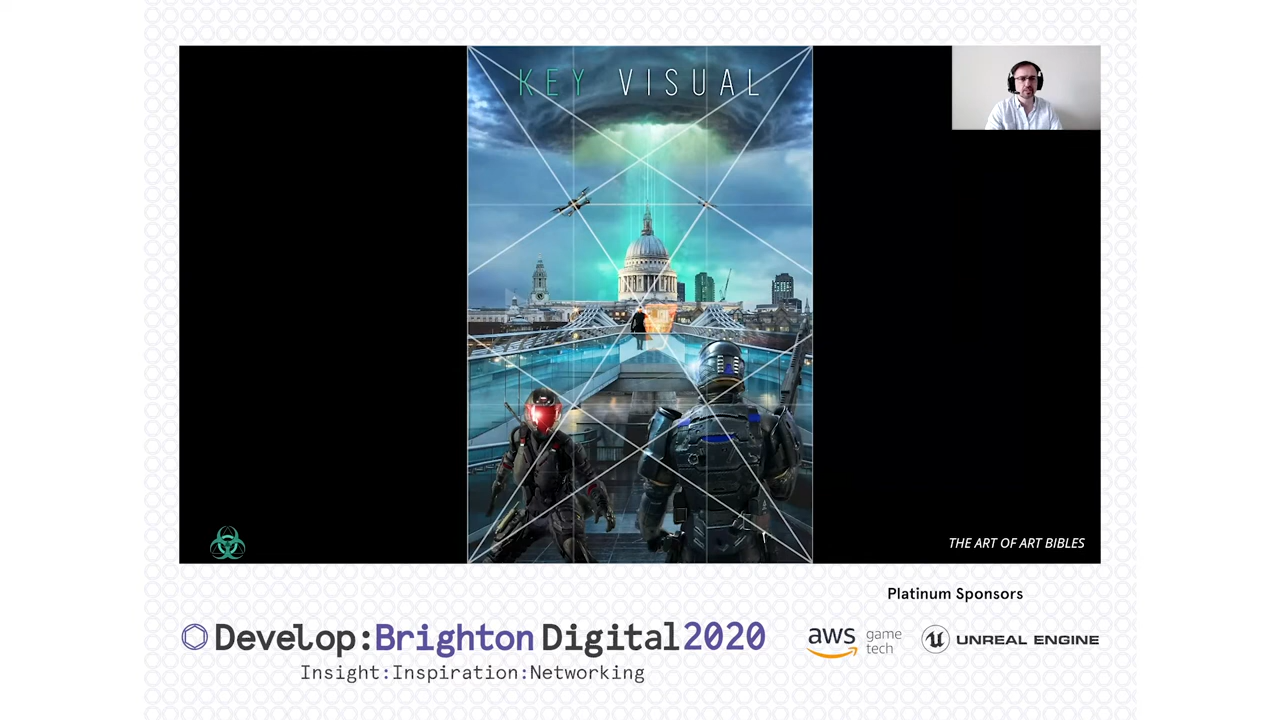 KEY VISUAL
THE ART OF ART BIBLES
Platinum Sponsors
Develop:Brighton Digital 2020
Insight:Inspiration:Networking
aws game tech
UNREAL ENGINE